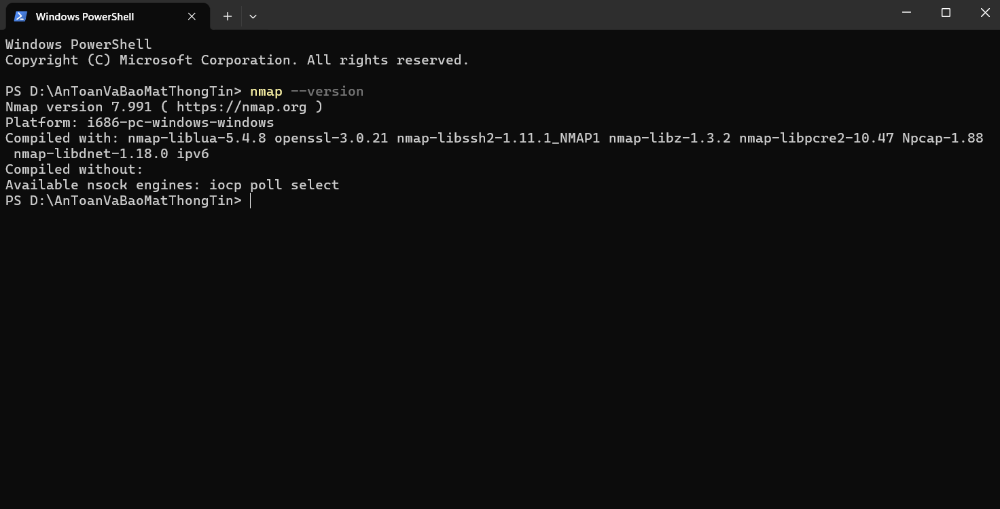 Windows PowerShell
Windows PowerShell
Copyright (C) Microsoft Corporation. All rights reserved.
PS D:\AnToanVaBaoMatThongTin> nmap --version
Nmap version 7.991 ( https://nmap.org )
Platform: i686-pc-windows-windows
Compiled with: nmap-liblua-5.4.8 openssl-3.0.21 nmap-libssh2-1.11.1_NMAP1 nmap-libz-1.3.2 nmap-libpcre2-10.47 Npcap-1.88
 nmap-libdnet-1.18.0 ipv6
Compiled without:
Available nsock engines: iocp poll select
PS D:\AnToanVaBaoMatThongTin>